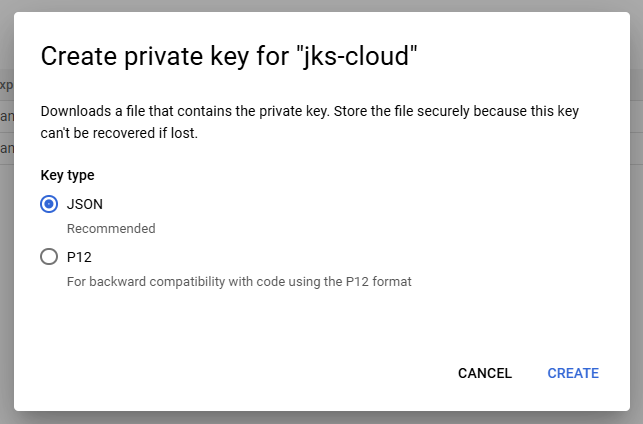 Create private key for "jks-cloud"
Downloads a file that contains the private key. Store the file securely because this key
can't be recovered if lost.
Key type
JSON
Recommended
P12
For backward compatibility with code using the P12 format
CANCEL CREATE